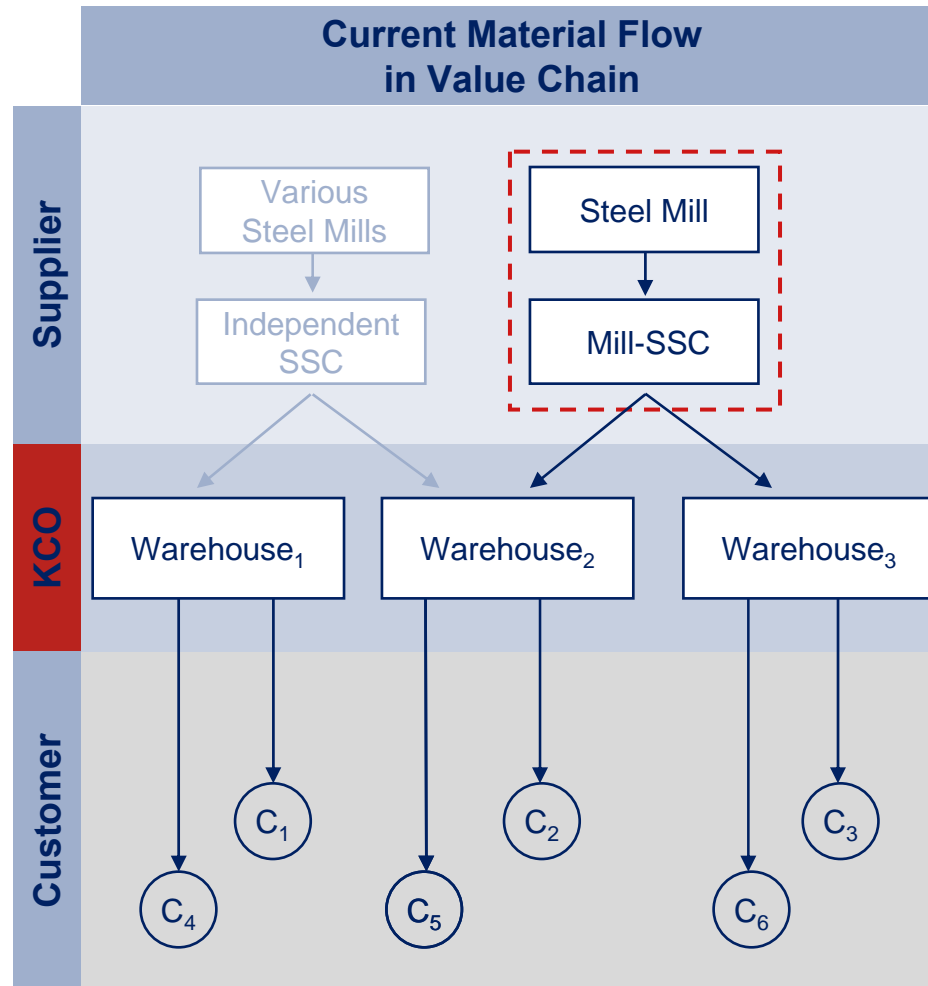 Current Material Flow
in Value Chain
Supplier
Various
Steel Mills
Steel Mill
Independent
SSC
Mill-SSC
KCO
Warehouse₁
Warehouse₂
Warehouse₃
Customer
C₁
C₂
C₃
C₄
C₅
C₆